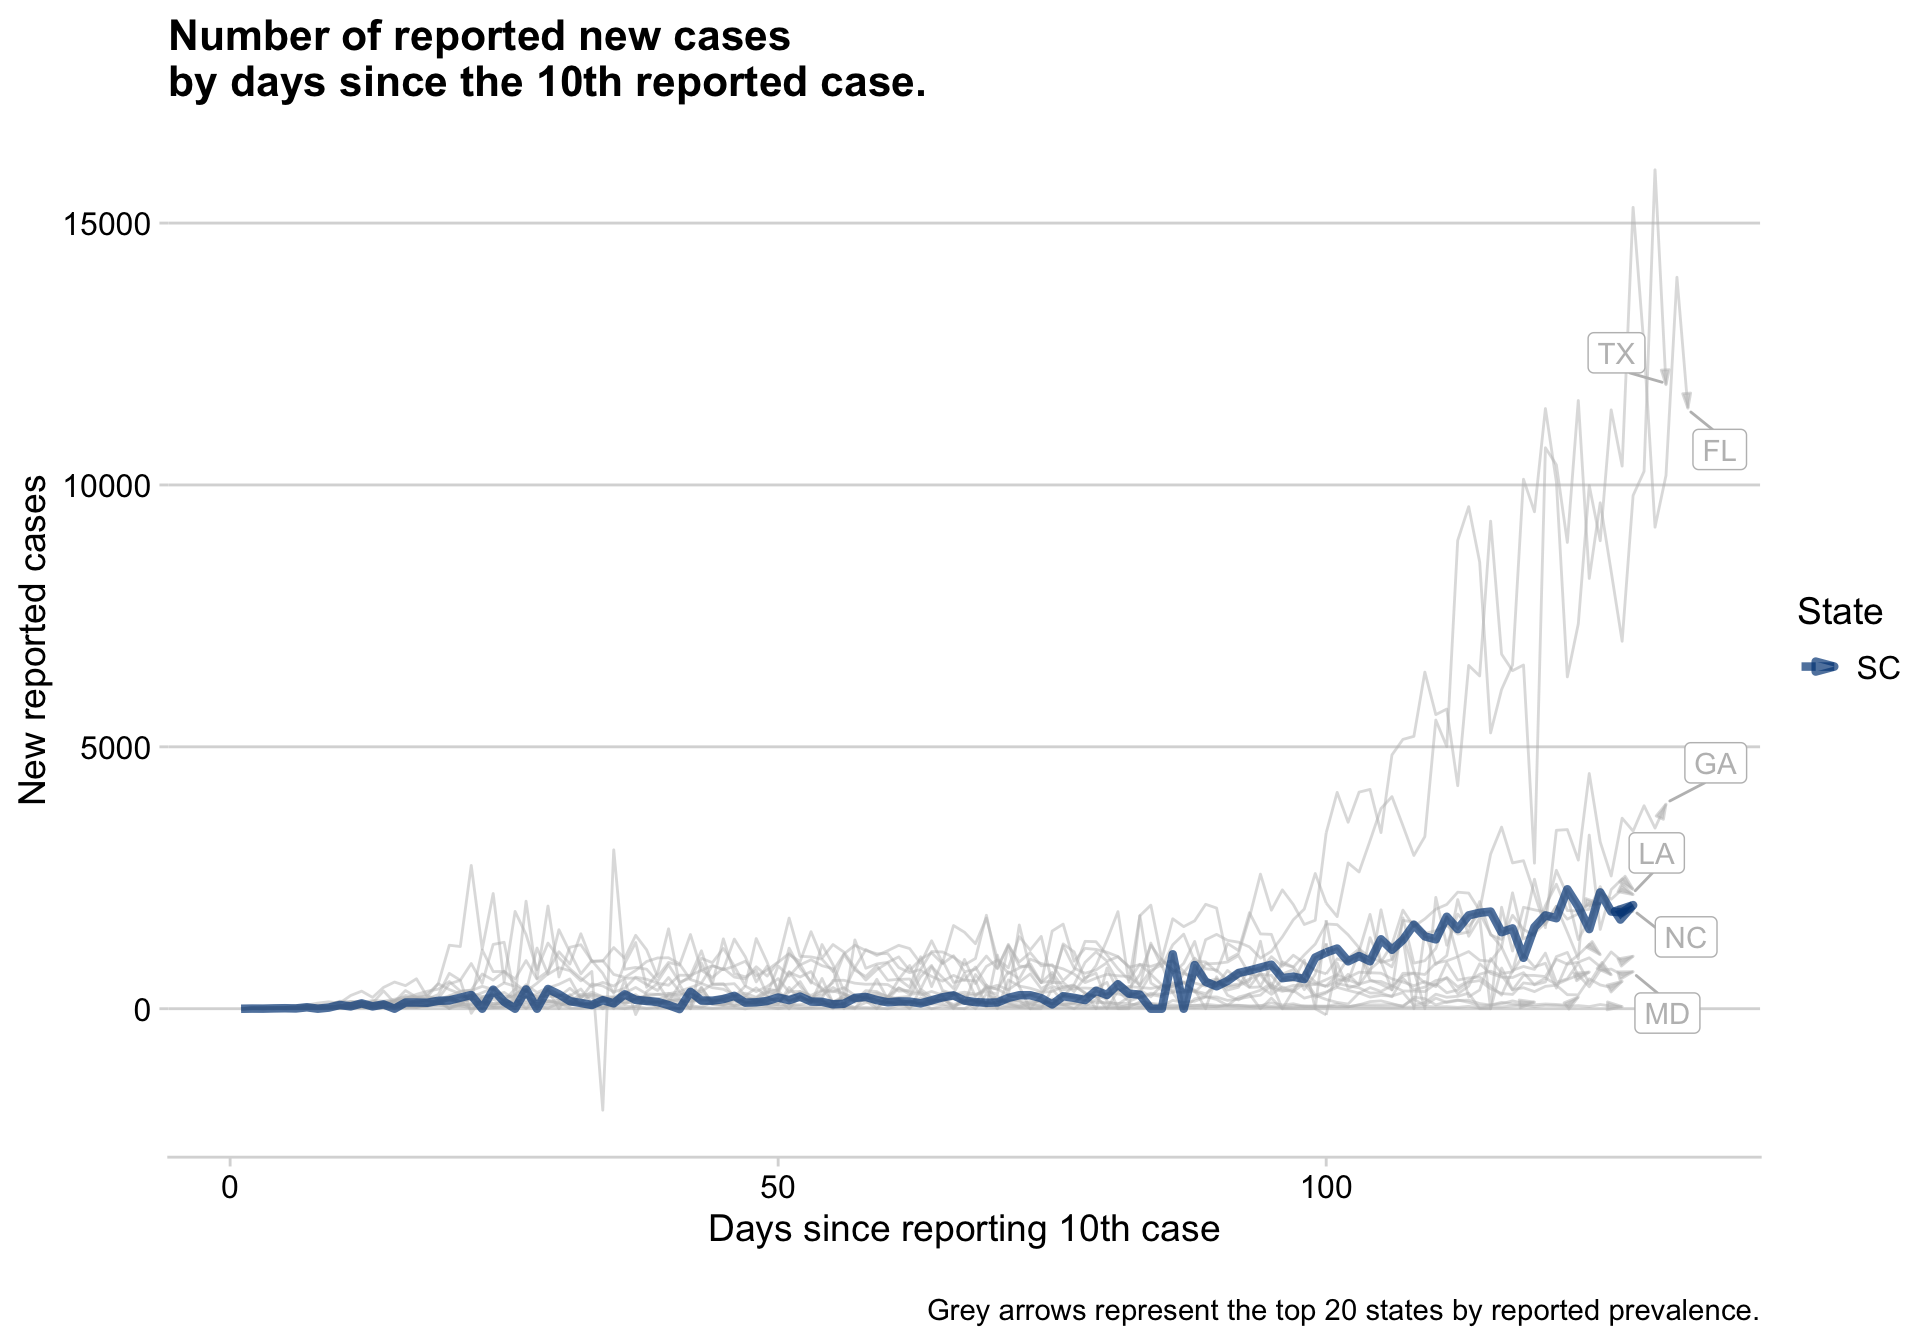 Number of reported new cases
by days since the 10th reported case.
15000
10000
5000
0
New reported cases
TX
FL
GA
LA
NC
MD
State
SC
0
50
100
Days since reporting 10th case
Grey arrows represent the top 20 states by reported prevalence.